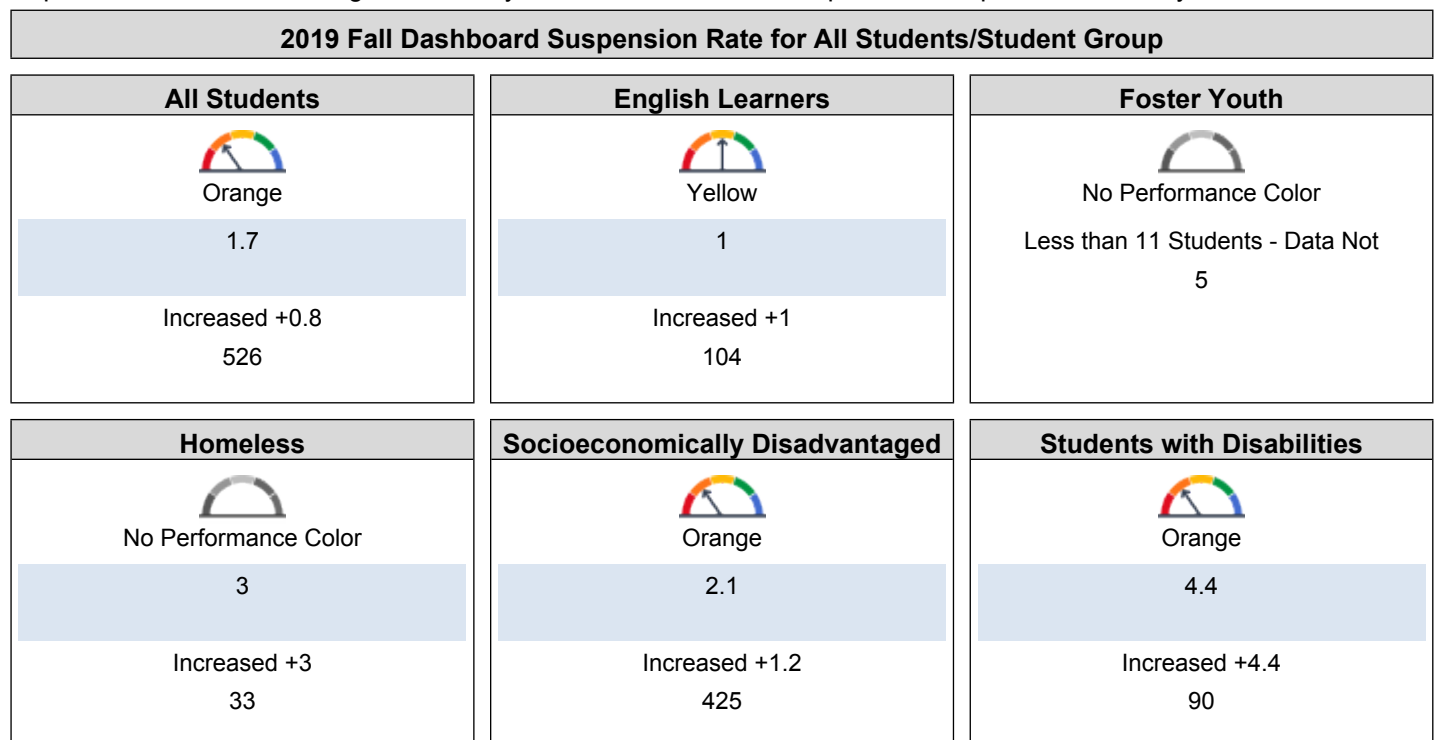 2019 Fall Dashboard Suspension Rate for All Students/Student Group
All Students
Orange
1.7
Increased +0.8
526
English Learners
Yellow
1
Increased +1
104
Foster Youth
No Performance Color
Less than 11 Students - Data Not
5
Homeless
No Performance Color
3
Increased +3
33
Socioeconomically Disadvantaged
Orange
2.1
Increased +1.2
425
Students with Disabilities
Orange
4.4
Increased +4.4
90